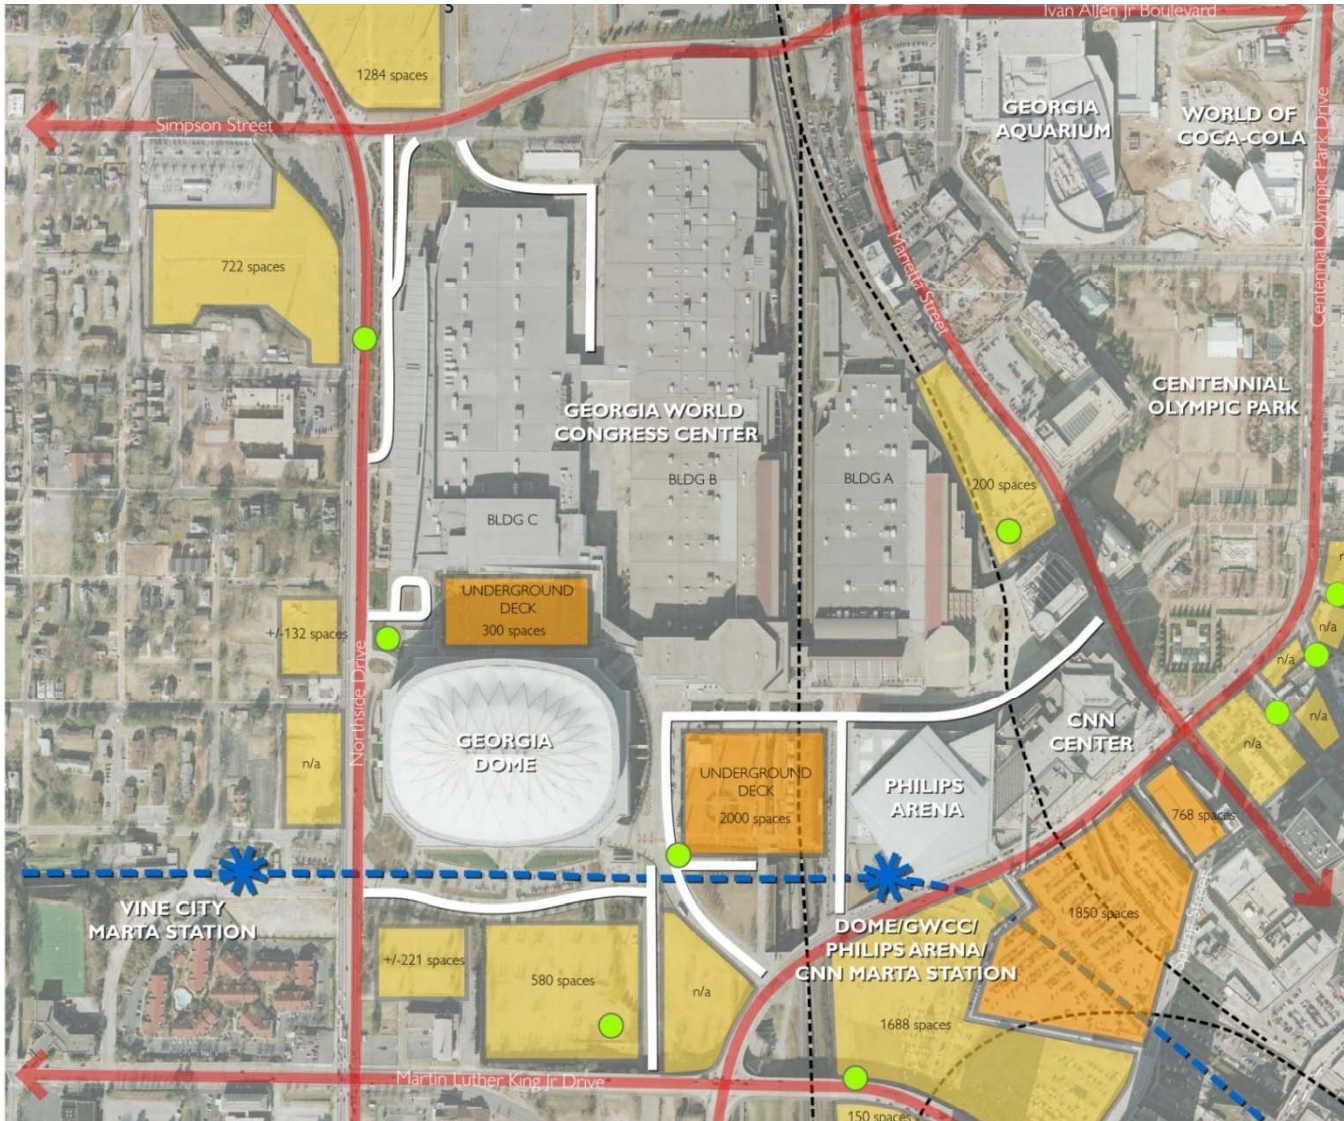 S
Ivan Allen Jr Boulevard
1284 spaces
Simpson Street
GEORGIA
AQUARIUM
WORLD OF
COCA-COLA
Centennial Olympic Park Drive
722 spaces
Marietta Street
GEORGIA WORLD
CONGRESS CENTER
CENTENNIAL
OLYMPIC PARK
BLDG B
BLDG A
200 spaces
BLDG C
UNDERGROUND
DECK
300 spaces
+/-132 spaces
n/a
n/a
n/a
n/a
Northside Drive
GEORGIA
DOME
CNN
CENTER
n/a
UNDERGROUND
DECK
2000 spaces
PHILIPS
ARENA
768 spaces
VINE CITY
MARTA STATION
DOME/GWCC/
PHILIPS ARENA/
CNN MARTA STATION
1850 spaces
+/-221 spaces
580 spaces
n/a
1688 spaces
Martin Luther King Jr Drive
150 spaces